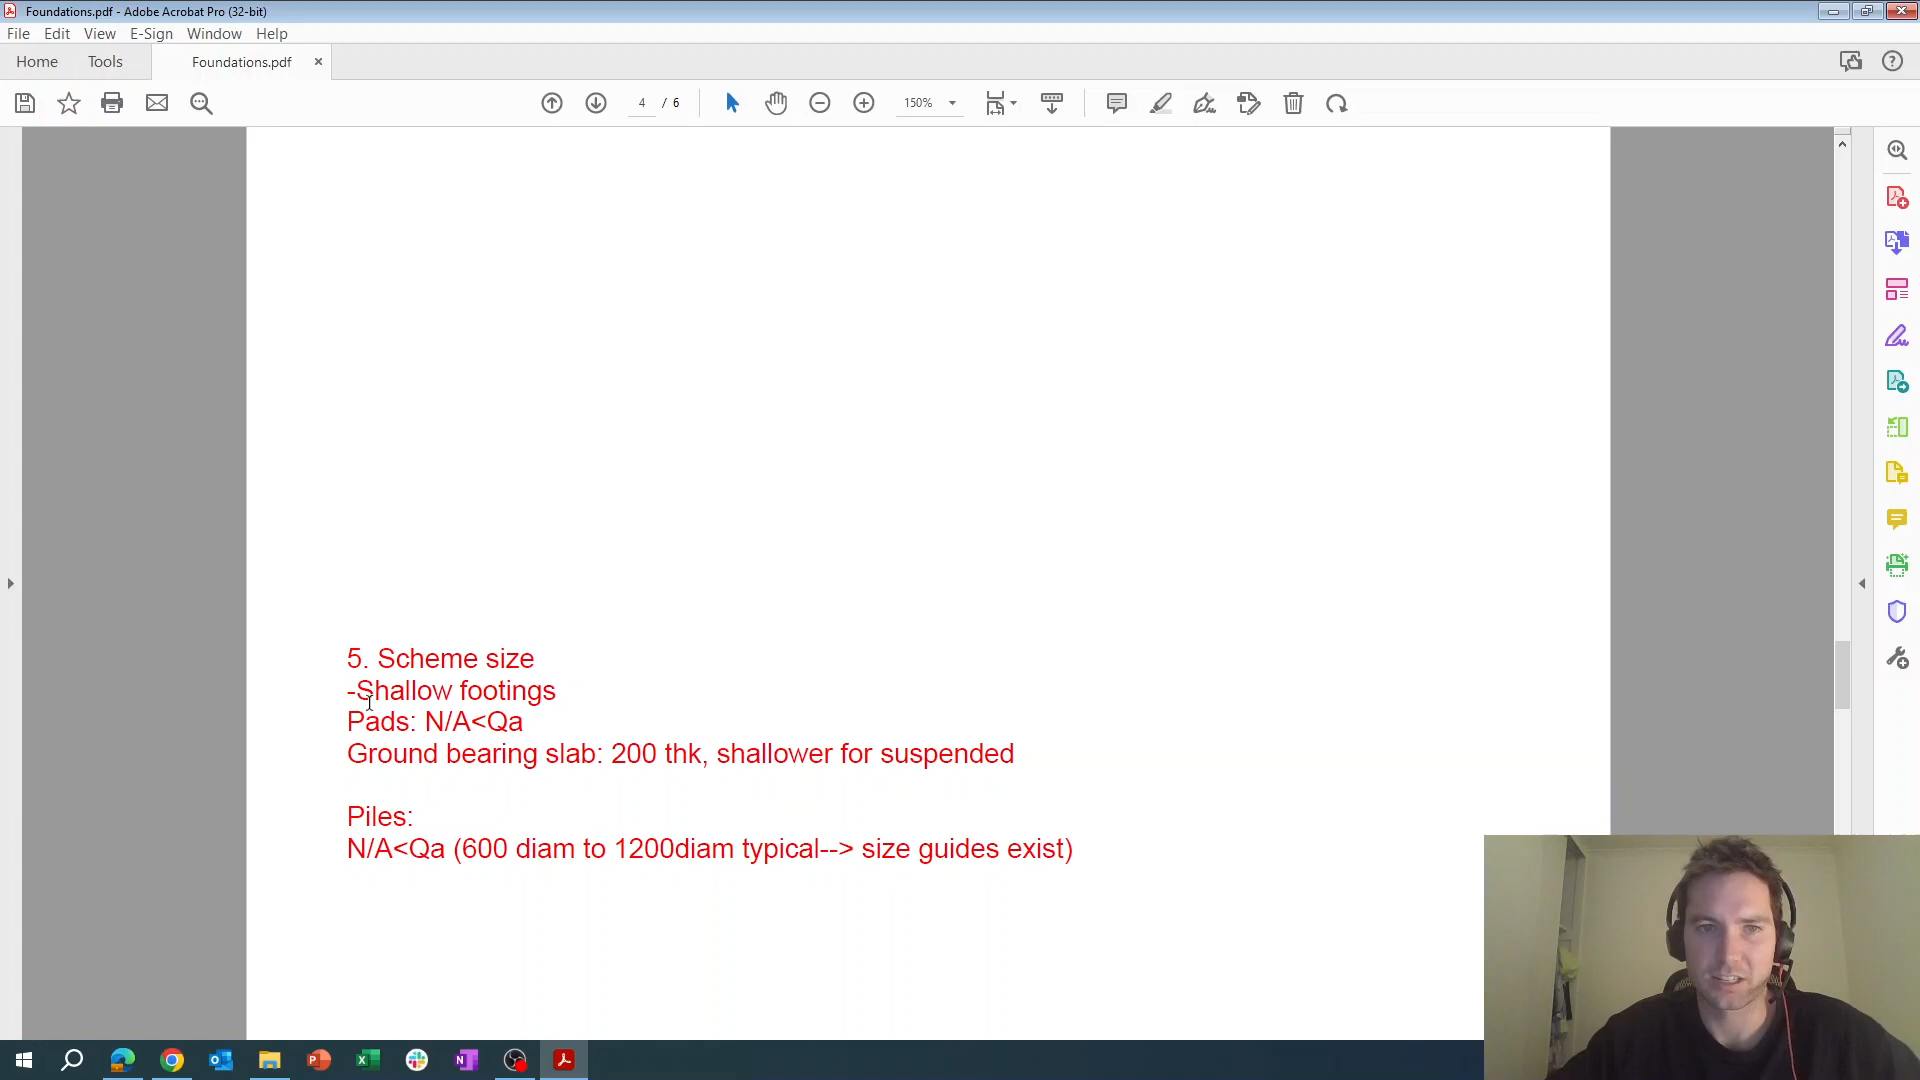 Foundations.pdf - Adobe Acrobat Pro (32-bit)
File Edit View E-Sign Window Help
Home Tools Foundations.pdf
4 / 6 150%
5. Scheme size
-Shallow footings
Pads: N/A<Qa
Ground bearing slab: 200 thk, shallower for suspended
Piles:
N/A<Qa (600 diam to 1200diam typical--> size guides exist)